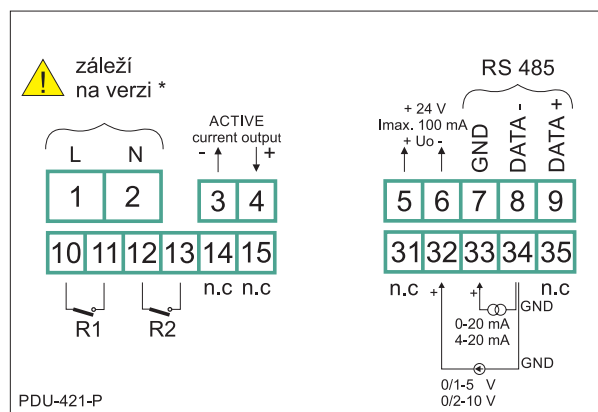 záleží
na verzi *
L N
ACTIVE
current output
- +
RS 485
+ 24 V
Imax. 100 mA
+ Uo -
GND
DATA -
DATA +
1 2 3 4 5 6 7 8 9
10 11 12 13 14 15 31 32 33 34 35
R1 R2 n.c n.c n.c + + n.c
0-20 mA
4-20 mA
GND
GND
0/1-5 V
0/2-10 V
PDU-421-P